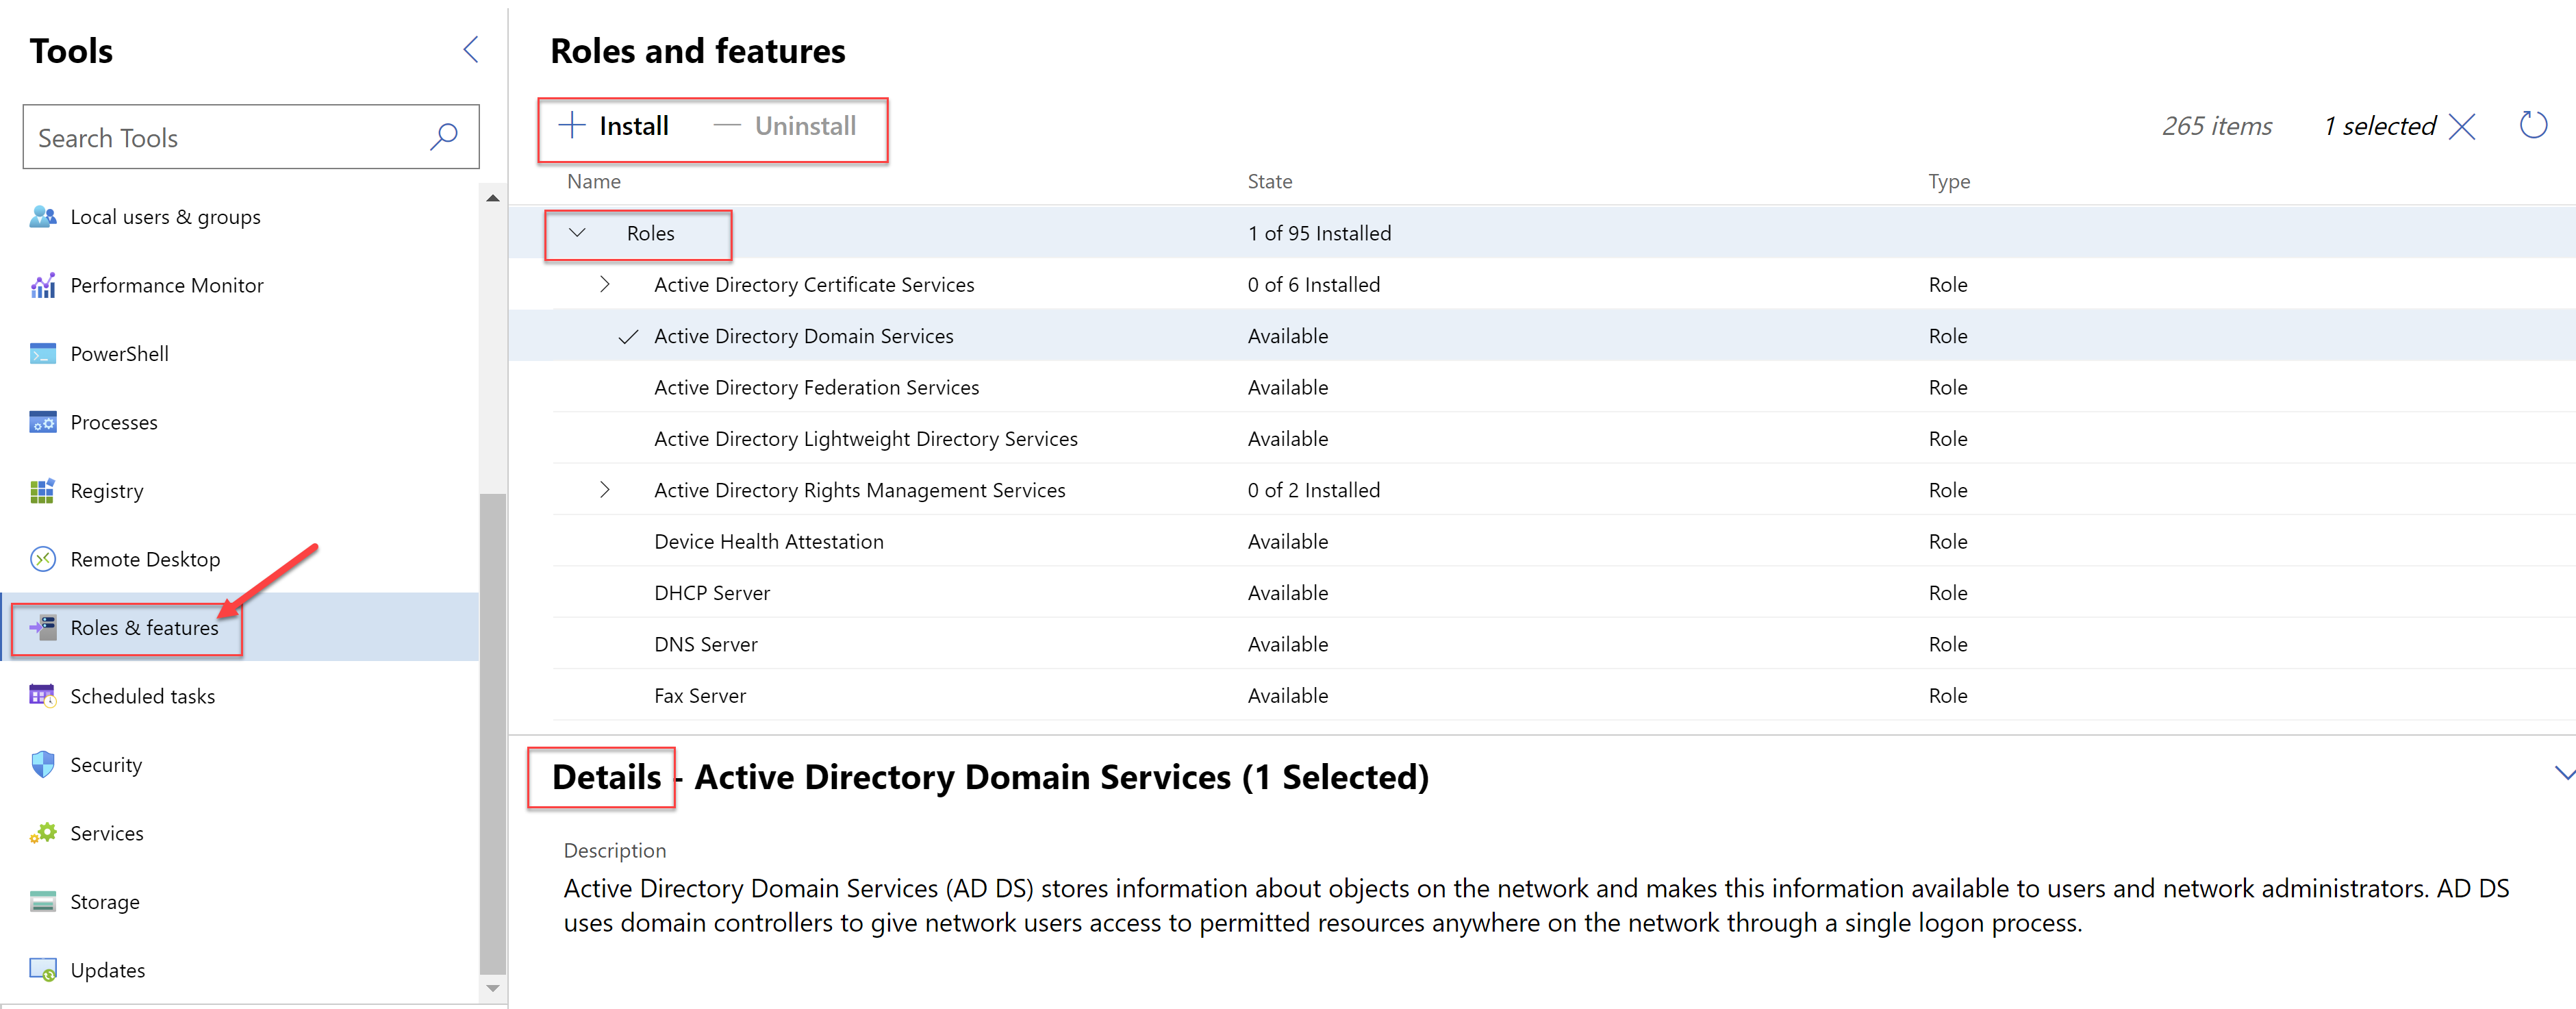 Tools
Search Tools
Local users & groups
Performance Monitor
PowerShell
Processes
Registry
Remote Desktop
Roles & features
Scheduled tasks
Security
Services
Storage
Updates
Roles and features
Install Uninstall 265 items 1 selected
Name State Type
Roles 1 of 95 Installed
Active Directory Certificate Services 0 of 6 Installed Role
Active Directory Domain Services Available Role
Active Directory Federation Services Available Role
Active Directory Lightweight Directory Services Available Role
Active Directory Rights Management Services 0 of 2 Installed Role
Device Health Attestation Available Role
DHCP Server Available Role
DNS Server Available Role
Fax Server Available Role
Details - Active Directory Domain Services (1 Selected)
Description
Active Directory Domain Services (AD DS) stores information about objects on the network and makes this information available to users and network administrators. AD DS
uses domain controllers to give network users access to permitted resources anywhere on the network through a single logon process.